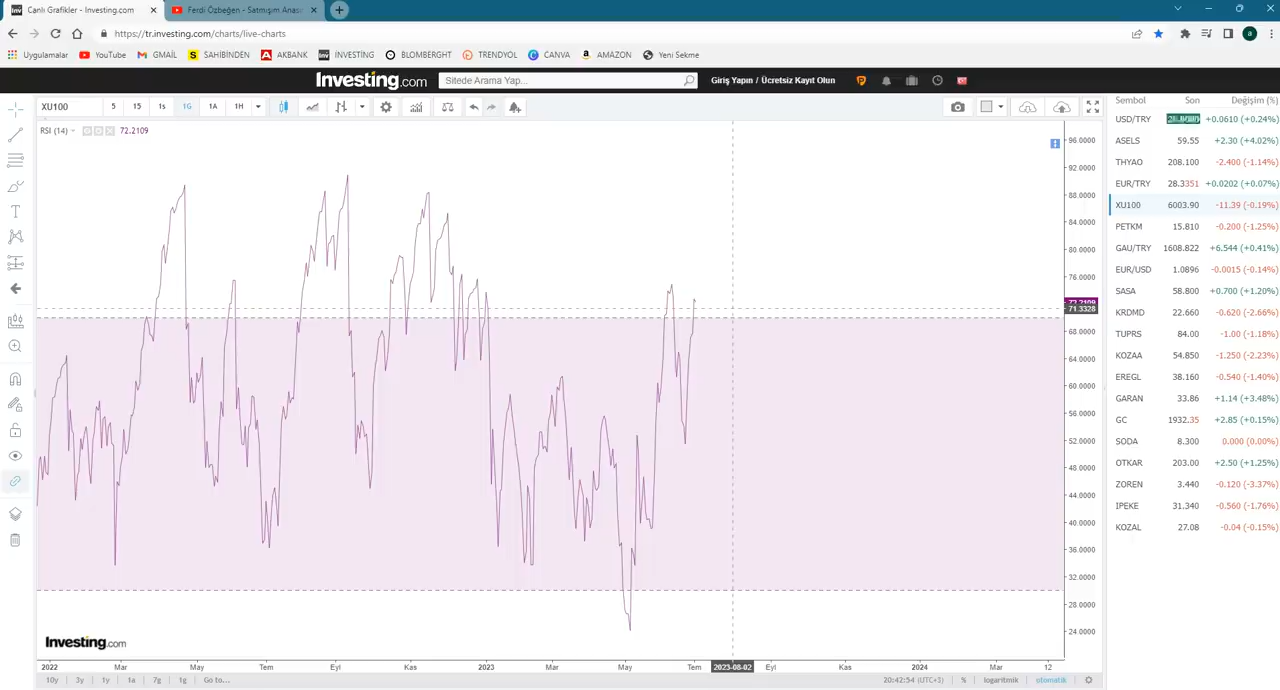 Canlı Grafikler - Investing.com
Ferdi Özbeğen - Satmışım Anası
https://tr.investing.com/charts/live-charts
a
Uygulamalar YouTube GMAİL SAHİBİNDEN AKBANK İNVESTİNG BLOMBERGHT TRENDYOL CANVA AMAZON Yeni Sekme
Investing.com
Sitede Arama Yap...
Giriş Yapın / Ücretsiz Kayıt Olun
XU100 5 15 1s 1G 1A 1H
RSI (14) 72.2109
96.0000
92.0000
88.0000
84.0000
80.0000
76.0000
72.2109
71.3328
68.0000
64.0000
60.0000
56.0000
52.0000
48.0000
44.0000
40.0000
36.0000
32.0000
28.0000
24.0000
Investing.com
2022 Mar May Tem Eyl Kas 2023 Mar May Tem 2023-08-02 Eyl Kas 2024 Mar 12
10y 3y 1y 1a 7g 1g Go to...
20:42:54 (UTC+3) % logaritmik otomatik
Sembol Son Değişim (%)
USD/TRY +0.0610 (+0.24%)
ASELS 59.55 +2.30 (+4.02%)
THYAO 208.100 -2.400 (-1.14%)
EUR/TRY 28.3351 +0.0202 (+0.07%)
XU100 6003.90 -11.39 (-0.19%)
PETKM 15.810 -0.200 (-1.25%)
GAU/TRY 1608.822 +6.544 (+0.41%)
EUR/USD 1.0896 -0.0015 (-0.14%)
SASA 58.800 +0.700 (+1.20%)
KRDMD 22.660 -0.620 (-2.66%)
TUPRS 84.00 -1.00 (-1.18%)
KOZAA 54.850 -1.250 (-2.23%)
EREGL 38.160 -0.540 (-1.40%)
GARAN 33.86 +1.14 (+3.48%)
GC 1932.35 +2.85 (+0.15%)
SODA 8.300 0.000 (0.00%)
OTKAR 203.00 +2.50 (+1.25%)
ZOREN 3.440 -0.120 (-3.37%)
IPEKE 31.340 -0.560 (-1.76%)
KOZAL 27.08 -0.04 (-0.15%)